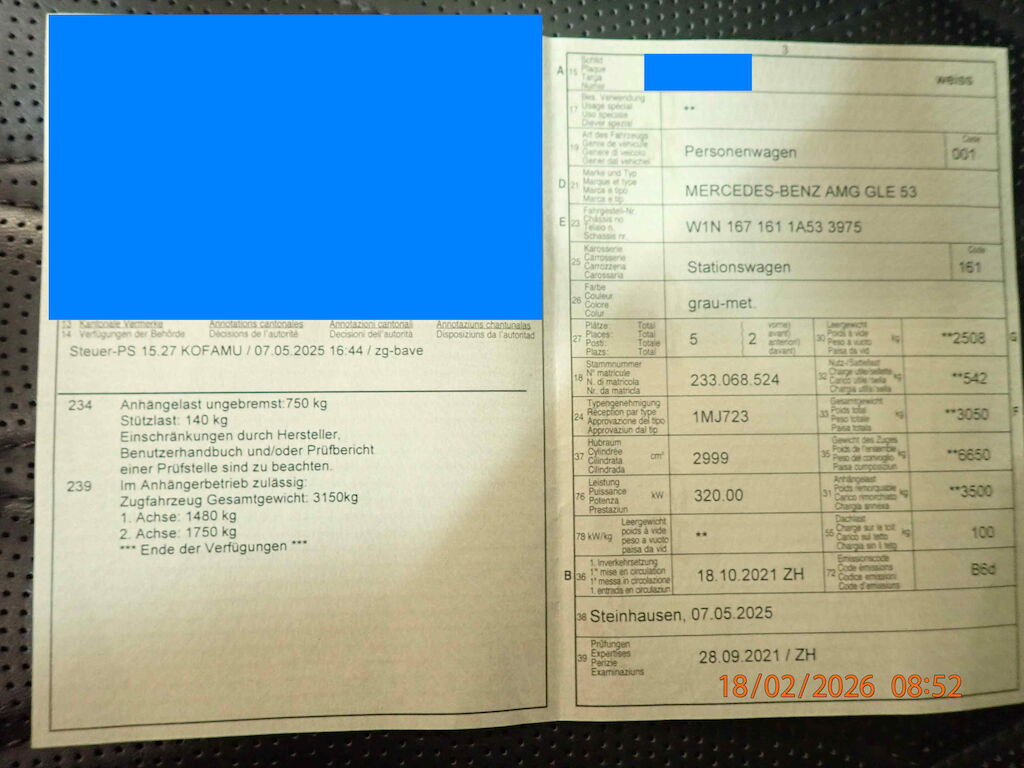 13 Kantonale Vermerke Annotations cantonales Annotazioni cantonali Annotaziuns chantunalas
14 Verfügungen der Behörde Décisions de l'autorité Decisioni dell'autorità Disposiziuns da l'autoritad
Steuer-PS 15.27 KOFAMU / 07.05.2025 16:44 / zg-bave
234 Anhängelast ungebremst:750 kg
Stützlast: 140 kg
Einschränkungen durch Hersteller,
Benutzerhandbuch und/oder Prüfbericht
einer Prüfstelle sind zu beachten.
239 Im Anhängerbetrieb zulässig:
Zugfahrzeug Gesamtgewicht: 3150kg
1. Achse: 1480 kg
2. Achse: 1750 kg
*** Ende der Verfügungen ***
3
A 15 Schild
Plaque
Targa
Numer
weiss
17 Bes. Verwendung
Usage spécial
Uso speciale
Diever spezial
**
19 Art des Fahrzeugs
Genre de véhicule
Genere di veicolo
Gener dal vehichel
Personenwagen
Code
001
D 21 Marke und Typ
Marque et type
Marca e tipo
Marca e tip
MERCEDES-BENZ AMG GLE 53
E 23 Fahrgestell-Nr.
Châssis no
Telaio n.
Schassis nr.
W1N 167 161 1A53 3975
25 Karosserie
Carrosserie
Carrozzeria
Carossaria
Stationswagen
Code
161
26 Farbe
Couleur
Colore
Colur
grau-met.
27 Plätze: Total
Places: Total
Posti: Totale
Plazs: Total
5
2
vorne)
avant)
anteriori)
davant)
30 Leergewicht
Poids à vide
Peso a vuoto
Paisa da vid
kg
**2508
G
18 Stammnummer
N° matricule
N. di matricola
Nr. da matricla
233.068.524
32 Nutz-/Sattellast
Charge utile/sellette
Carico utile/sella
Chargia utila/sella
kg
**542
24 Typengenehmigung
Réception par type
Approvazione del tipo
Approvaziun dal tip
1MJ723
33 Gesamtgewicht
Poids total
Peso totale
Paisa totala
kg
**3050
F
37 Hubraum
Cylindrée
Cilindrata
Cilindrada
cm³
2999
35 Gewicht des Zuges
Poids de l'ensemble
Peso del convoglio
Paisa cumposiziun
kg
**6650
76 Leistung
Puissance
Potenza
Prestaziun
kW
320.00
31 Anhängelast
Poids remorquable
Carico rimorchiato
Chargia annexa
kg
**3500
78 kW/kg
Leergewicht
poids à vide
peso a vuoto
paisa da vid
**
55 Dachlast
Charge sur le toit
Carico sul tetto
Chargia sin il tetg
kg
100
B 36 1. Inverkehrsetzung
1re mise en circulation
1a messa in circolazione
1. entrada en circulaziun
18.10.2021 ZH
72 Emissionscode
Code émissions
Codice emissioni
Code d'emissiuns
B6d
38 Steinhausen, 07.05.2025
39 Prüfungen
Expertises
Perizie
Examinaziuns
28.09.2021 / ZH
18/02/2026 08:52